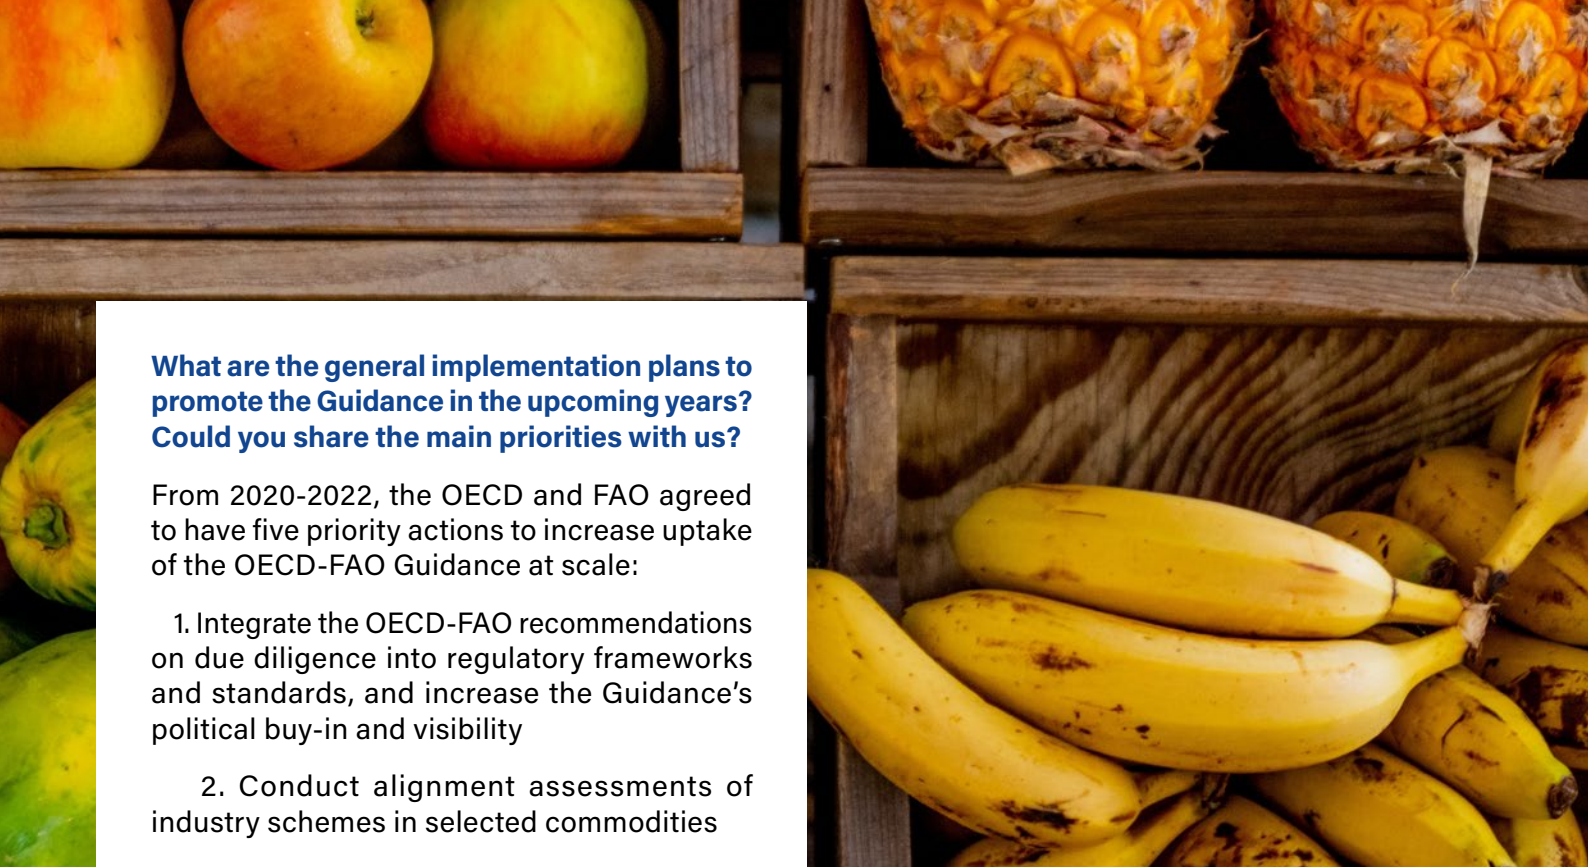 What are the general implementation plans to
promote the Guidance in the upcoming years?
Could you share the main priorities with us?
From 2020-2022, the OECD and FAO agreed
to have five priority actions to increase uptake
of the OECD-FAO Guidance at scale:
1. Integrate the OECD-FAO recommendations
on due diligence into regulatory frameworks
and standards, and increase the Guidance’s
political buy-in and visibility
2. Conduct alignment assessments of
industry schemes in selected commodities